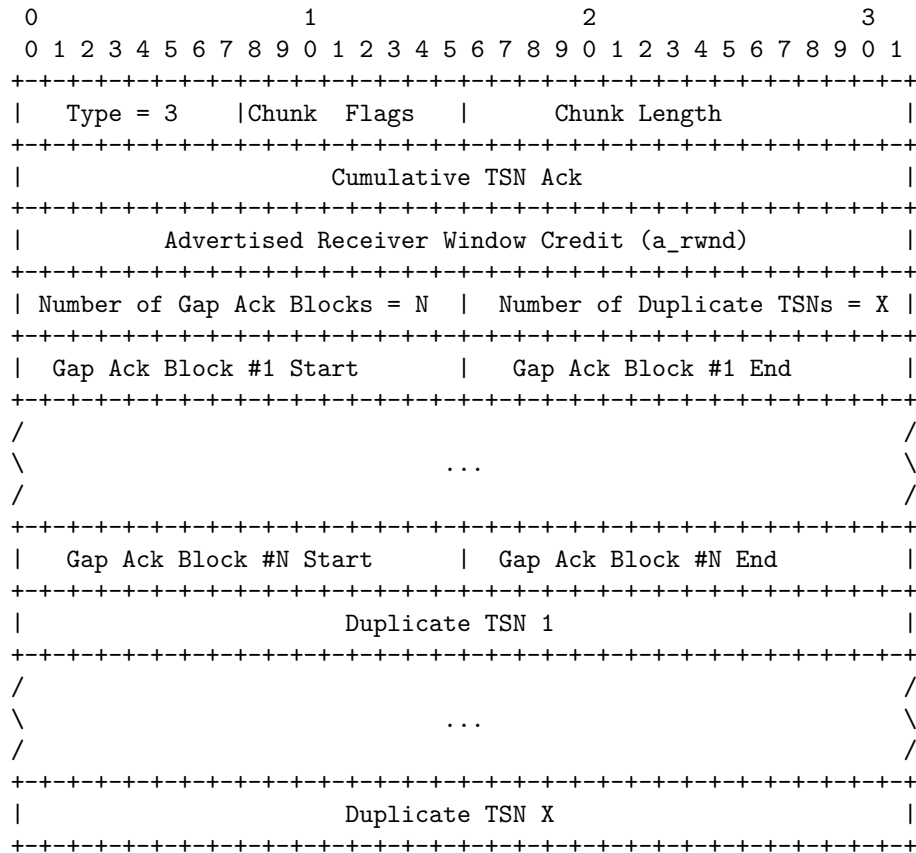 0                   1                   2                   3
 0 1 2 3 4 5 6 7 8 9 0 1 2 3 4 5 6 7 8 9 0 1 2 3 4 5 6 7 8 9 0 1
+-+-+-+-+-+-+-+-+-+-+-+-+-+-+-+-+-+-+-+-+-+-+-+-+-+-+-+-+-+-+-+-+
|   Type = 3    |Chunk  Flags   |      Chunk Length             |
+-+-+-+-+-+-+-+-+-+-+-+-+-+-+-+-+-+-+-+-+-+-+-+-+-+-+-+-+-+-+-+-+
|                      Cumulative TSN Ack                       |
+-+-+-+-+-+-+-+-+-+-+-+-+-+-+-+-+-+-+-+-+-+-+-+-+-+-+-+-+-+-+-+-+
|          Advertised Receiver Window Credit (a_rwnd)           |
+-+-+-+-+-+-+-+-+-+-+-+-+-+-+-+-+-+-+-+-+-+-+-+-+-+-+-+-+-+-+-+-+
| Number of Gap Ack Blocks = N  |  Number of Duplicate TSNs = X |
+-+-+-+-+-+-+-+-+-+-+-+-+-+-+-+-+-+-+-+-+-+-+-+-+-+-+-+-+-+-+-+-+
|  Gap Ack Block #1 Start       |   Gap Ack Block #1 End        |
+-+-+-+-+-+-+-+-+-+-+-+-+-+-+-+-+-+-+-+-+-+-+-+-+-+-+-+-+-+-+-+-+
/                                                               /
\                              ...                              \
/                                                               /
+-+-+-+-+-+-+-+-+-+-+-+-+-+-+-+-+-+-+-+-+-+-+-+-+-+-+-+-+-+-+-+-+
|   Gap Ack Block #N Start      |  Gap Ack Block #N End         |
+-+-+-+-+-+-+-+-+-+-+-+-+-+-+-+-+-+-+-+-+-+-+-+-+-+-+-+-+-+-+-+-+
|                       Duplicate TSN 1                         |
+-+-+-+-+-+-+-+-+-+-+-+-+-+-+-+-+-+-+-+-+-+-+-+-+-+-+-+-+-+-+-+-+
/                                                               /
\                              ...                              \
/                                                               /
+-+-+-+-+-+-+-+-+-+-+-+-+-+-+-+-+-+-+-+-+-+-+-+-+-+-+-+-+-+-+-+-+
|                       Duplicate TSN X                         |
+-+-+-+-+-+-+-+-+-+-+-+-+-+-+-+-+-+-+-+-+-+-+-+-+-+-+-+-+-+-+-+-+